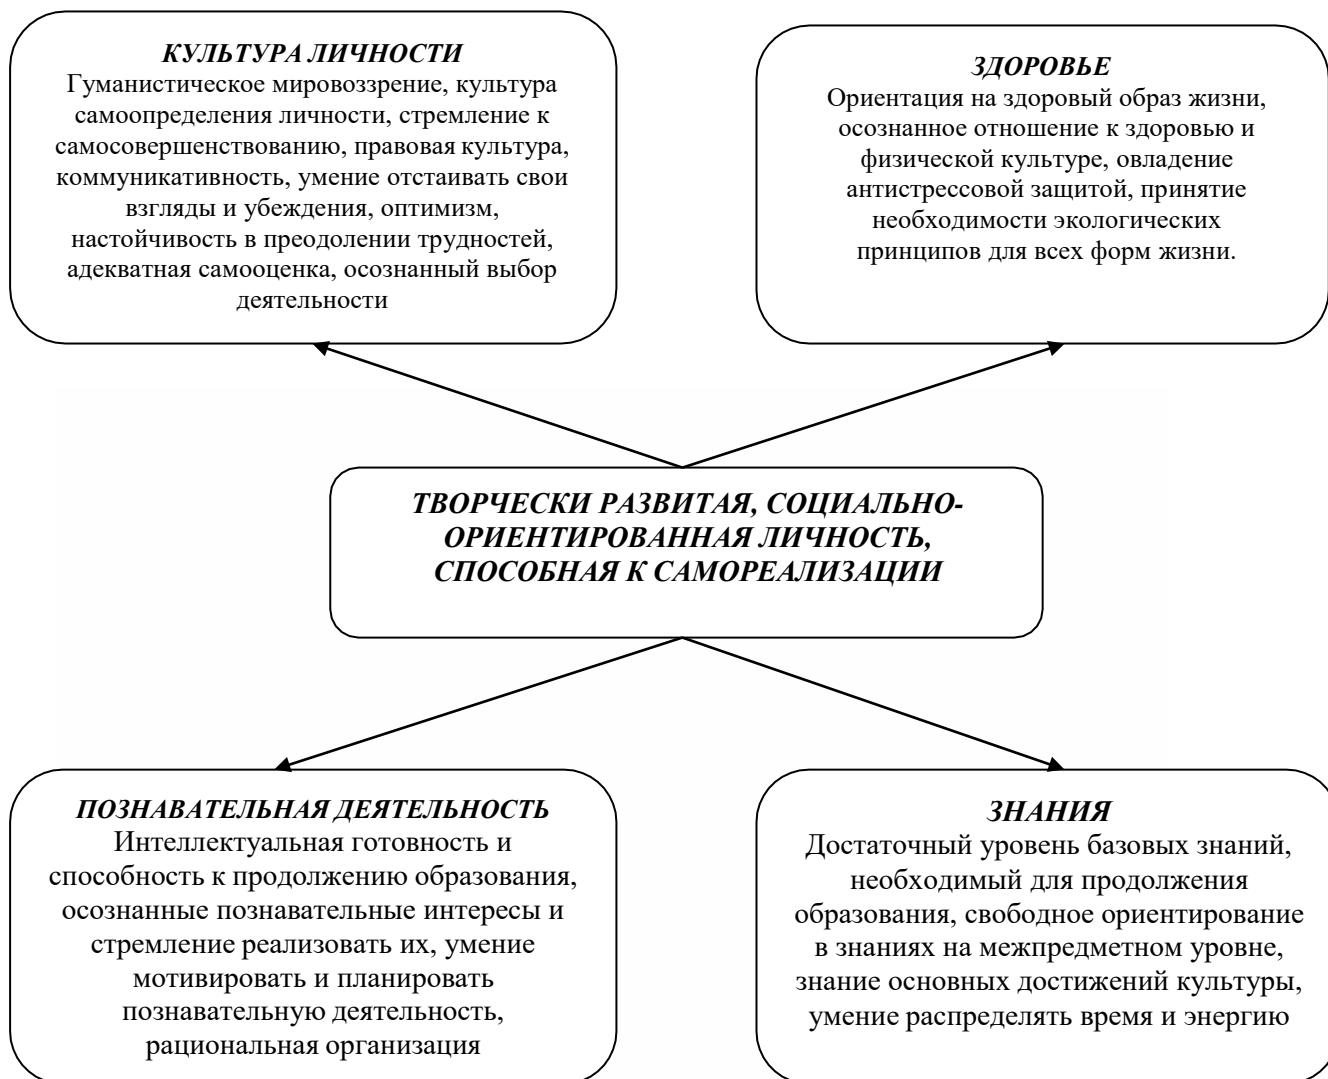 КУЛЬТУРА ЛИЧНОСТИ
Гуманистическое мировоззрение, культура
самоопределения личности, стремление к
самосовершенствованию, правовая культура,
коммуникативность, умение отстаивать свои
взгляды и убеждения, оптимизм,
настойчивость в преодолении трудностей,
адекватная самооценка, осознанный выбор
деятельности
ЗДОРОВЬЕ
Ориентация на здоровый образ жизни,
осознанное отношение к здоровью и
физической культуре, овладение
антистрессовой защитой, принятие
необходимости экологических
принципов для всех форм жизни.
ТВОРЧЕСКИ РАЗВИТАЯ, СОЦИАЛЬНО-
ОРИЕНТИРОВАННАЯ ЛИЧНОСТЬ,
СПОСОБНАЯ К САМОРЕАЛИЗАЦИИ
ПОЗНАВАТЕЛЬНАЯ ДЕЯТЕЛЬНОСТЬ
Интеллектуальная готовность и
способность к продолжению образования,
осознанные познавательные интересы и
стремление реализовать их, умение
мотивировать и планировать
познавательную деятельность,
рациональная организация
ЗНАНИЯ
Достаточный уровень базовых знаний,
необходимый для продолжения
образования, свободное ориентирование
в знаниях на межпредметном уровне,
знание основных достижений культуры,
умение распределять время и энергию